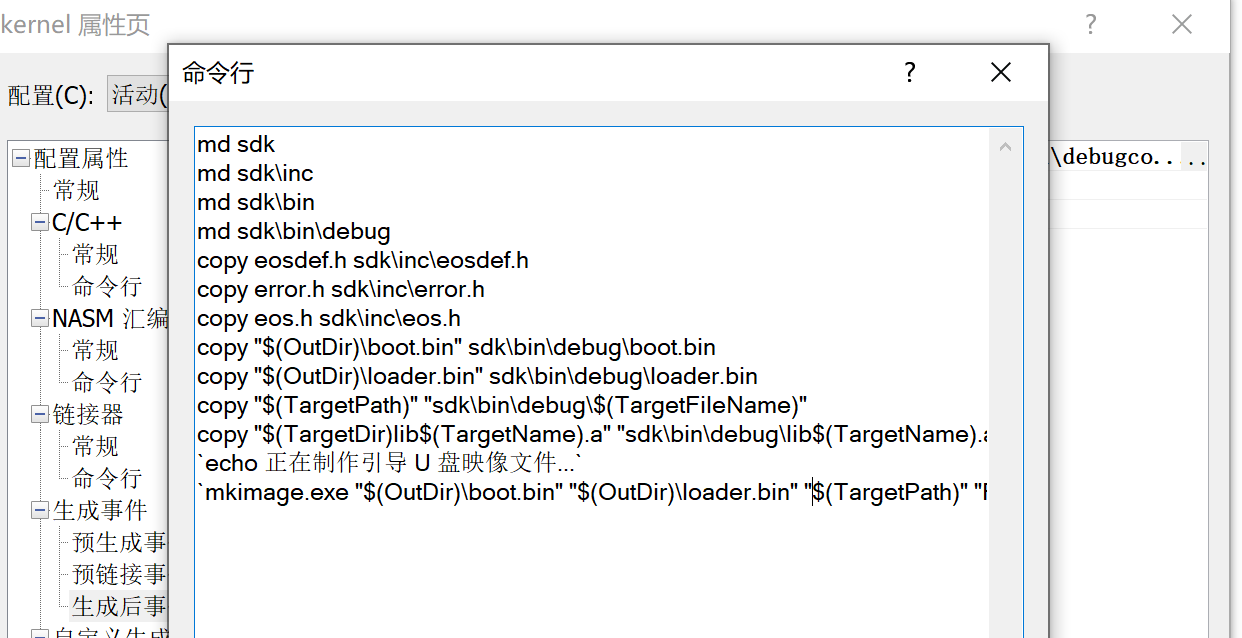 kernel 属性页
命令行
配置(C):
活动(
配置属性
常规
C/C++
常规
命令行
NASM 汇编
常规
命令行
链接器
常规
命令行
生成事件
预生成事
预链接事
生成后事
自定义生成
md sdk
md sdk\inc
md sdk\bin
md sdk\bin\debug
copy eosdef.h sdk\inc\eosdef.h
copy error.h sdk\inc\error.h
copy eos.h sdk\inc\eos.h
copy "$(OutDir)\boot.bin" sdk\bin\debug\boot.bin
copy "$(OutDir)\loader.bin" sdk\bin\debug\loader.bin
copy "$(TargetPath)" "sdk\bin\debug\$(TargetFileName)"
copy "$(TargetDir)lib$(TargetName).a" "sdk\bin\debug\lib$(TargetName).a
`echo 正在制作引导 U 盘映像文件...`
`mkimage.exe "$(OutDir)\boot.bin" "$(OutDir)\loader.bin" "$(TargetPath)" "
\debugco...